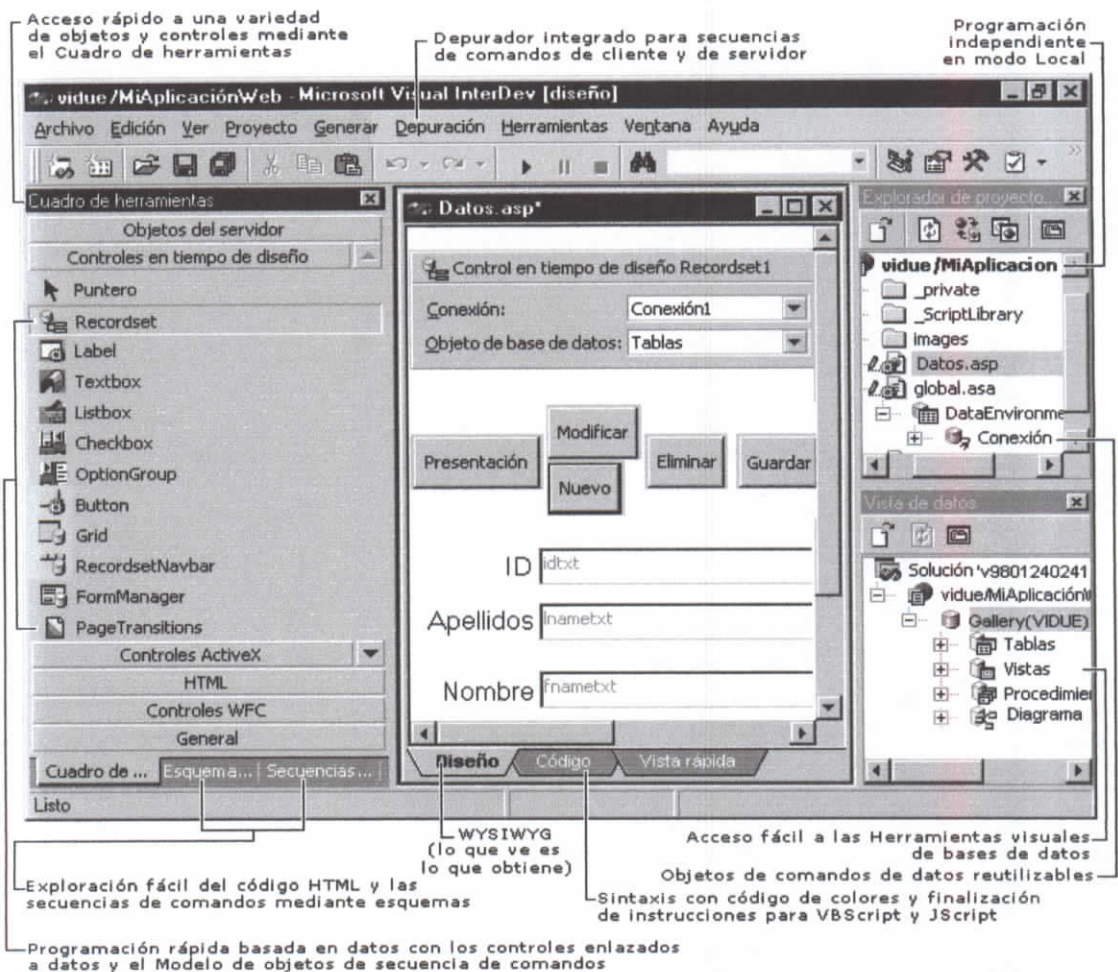 Acceso rápido a una variedad
de objetos y controles mediante
el Cuadro de herramientas
Depurador integrado para secuencias
de comandos de cliente y de servidor
Programación
independiente
en modo Local
vidue/MiAplicaciónWeb - Microsoft Visual InterDev [diseño]
Archivo Edición Ver Proyecto Generar Depuración Herramientas Ventana Ayuda
Cuadro de herramientas
Objetos del servidor
Controles en tiempo de diseño
Puntero
Recordset
Label
Textbox
Listbox
Checkbox
OptionGroup
Button
Grid
RecordsetNavbar
FormManager
PageTransitions
Controles ActiveX
HTML
Controles WFC
General
Cuadro de ... Esquema... Secuencias...
Listo
Datos.asp*
Control en tiempo de diseño Recordset1
Conexión: Conexión1
Objeto de base de datos: Tablas
Presentación
Modificar
Nuevo
Eliminar
Guardar
ID idtxt
Apellidos lnametxt
Nombre fnametxt
Diseño Código Vista rápida
Explorador de proyecto...
vidue/MiAplicacion
_private
_ScriptLibrary
images
Datos.asp
global.asa
DataEnvironme
Conexión
Vista de datos
Solución 'v9801240241
vidue/MiAplicaciónW
Gallery(VIDUE)
Tablas
Vistas
Procedimier
Diagrama
WYSIWYG
(lo que ve es
lo que obtiene)
Acceso fácil a las Herramientas visuales
de bases de datos
Objetos de comandos de datos reutilizables
Exploración fácil del código HTML y las
secuencias de comandos mediante esquemas
Sintaxis con código de colores y finalización
de instrucciones para VBScript y JScript
Programación rápida basada en datos con los controles enlazados
a datos y el Modelo de objetos de secuencia de comandos